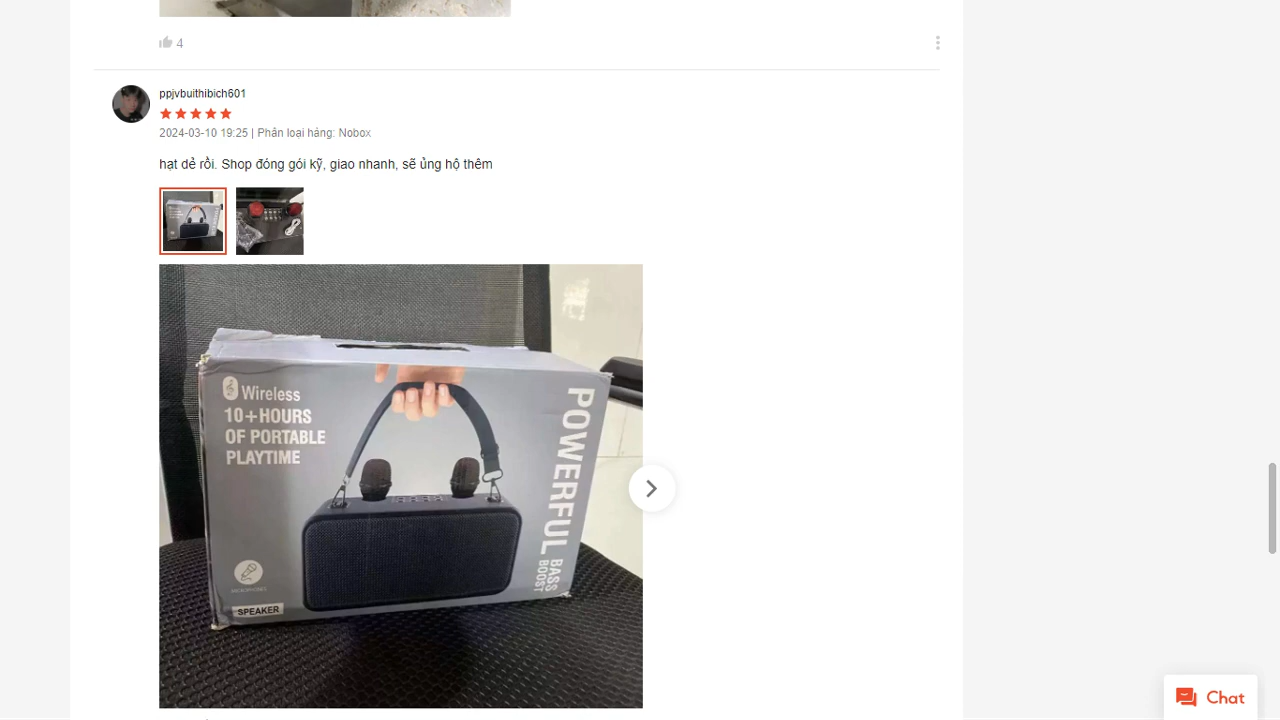 4
ppjvbuithibich601
2024-03-10 19:25 | Phân loại hàng: Nobox
hạt dẻ rồi. Shop đóng gói kỹ, giao nhanh, sẽ ủng hộ thêm
Wireless
10+HOURS
OF PORTABLE
PLAYTIME
POWERFUL
BASS
BOOST
MICROPHONES
SPEAKER
Chat